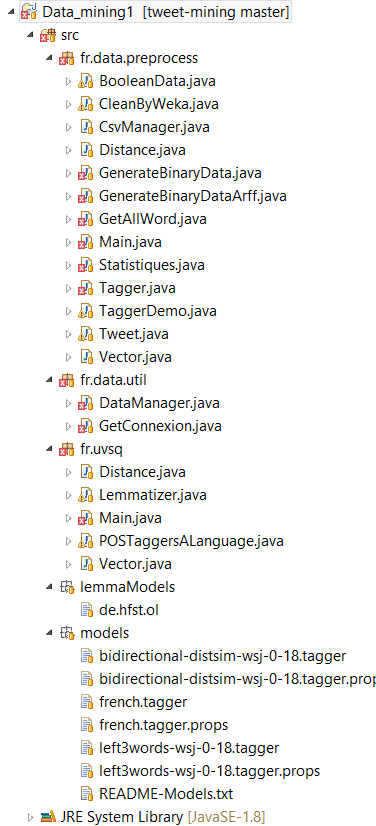 Data_mining1 [tweet-mining master]
src
fr.data.preprocess
BooleanData.java
CleanByWeka.java
CsvManager.java
Distance.java
GenerateBinaryData.java
GenerateBinaryDataArff.java
GetAllWord.java
Main.java
Statistiques.java
Tagger.java
TaggerDemo.java
Tweet.java
Vector.java
fr.data.util
DataManager.java
GetConnexion.java
fr.uvsq
Distance.java
Lemmatizer.java
Main.java
POSTaggersALanguage.java
Vector.java
lemmaModels
de.hfst.ol
models
bidirectional-distsim-wsj-0-18.tagger
bidirectional-distsim-wsj-0-18.tagger.prop
french.tagger
french.tagger.props
left3words-wsj-0-18.tagger
left3words-wsj-0-18.tagger.props
README-Models.txt
JRE System Library [JavaSE-1.8]